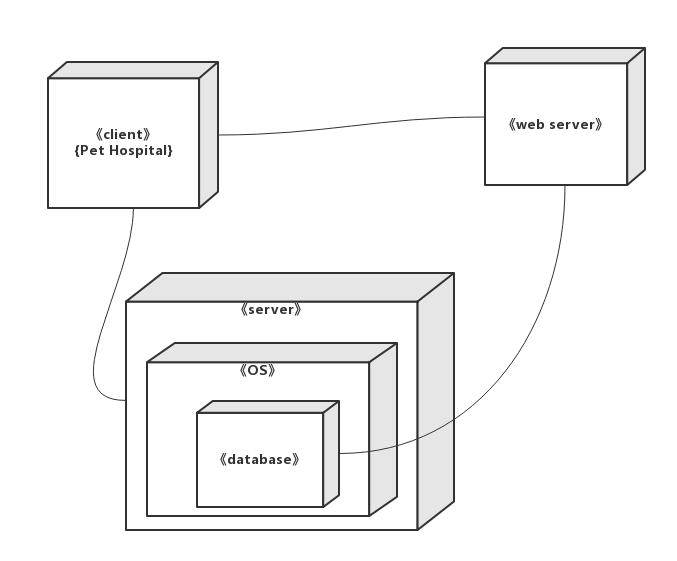 《client》
{Pet Hospital}
《web server》
《server》
《OS》
《database》